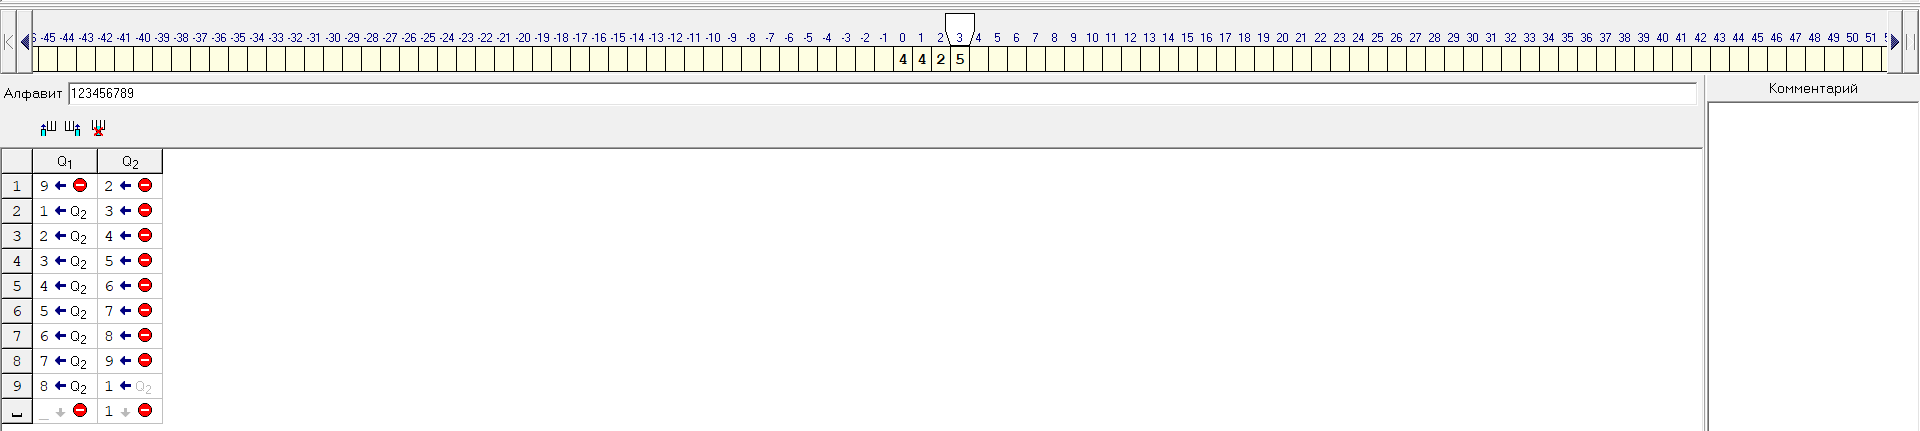 -45 -44 -43 -42 -41 -40 -39 -38 -37 -36 -35 -34 -33 -32 -31 -30 -29 -28 -27 -26 -25 -24 -23 -22 -21 -20 -19 -18 -17 -16 -15 -14 -13 -12 -11 -10 -9 -8 -7 -6 -5 -4 -3 -2 -1 0 1 2 3 4 5 6 7 8 9 10 11 12 13 14 15 16 17 18 19 20 21 22 23 24 25 26 27 28 29 30 31 32 33 34 35 36 37 38 39 40 41 42 43 44 45 46 47 48 49 50 51
4 4 2 5
Алфавит 123456789
Комментарий
Q1 Q2
1 9 ← 2 ←
2 1 ← Q2 3 ←
3 2 ← Q2 4 ←
4 3 ← Q2 5 ←
5 4 ← Q2 6 ←
6 5 ← Q2 7 ←
7 6 ← Q2 8 ←
8 7 ← Q2 9 ←
9 8 ← Q2 1 ← Q2
_ ↓ 1 ↓